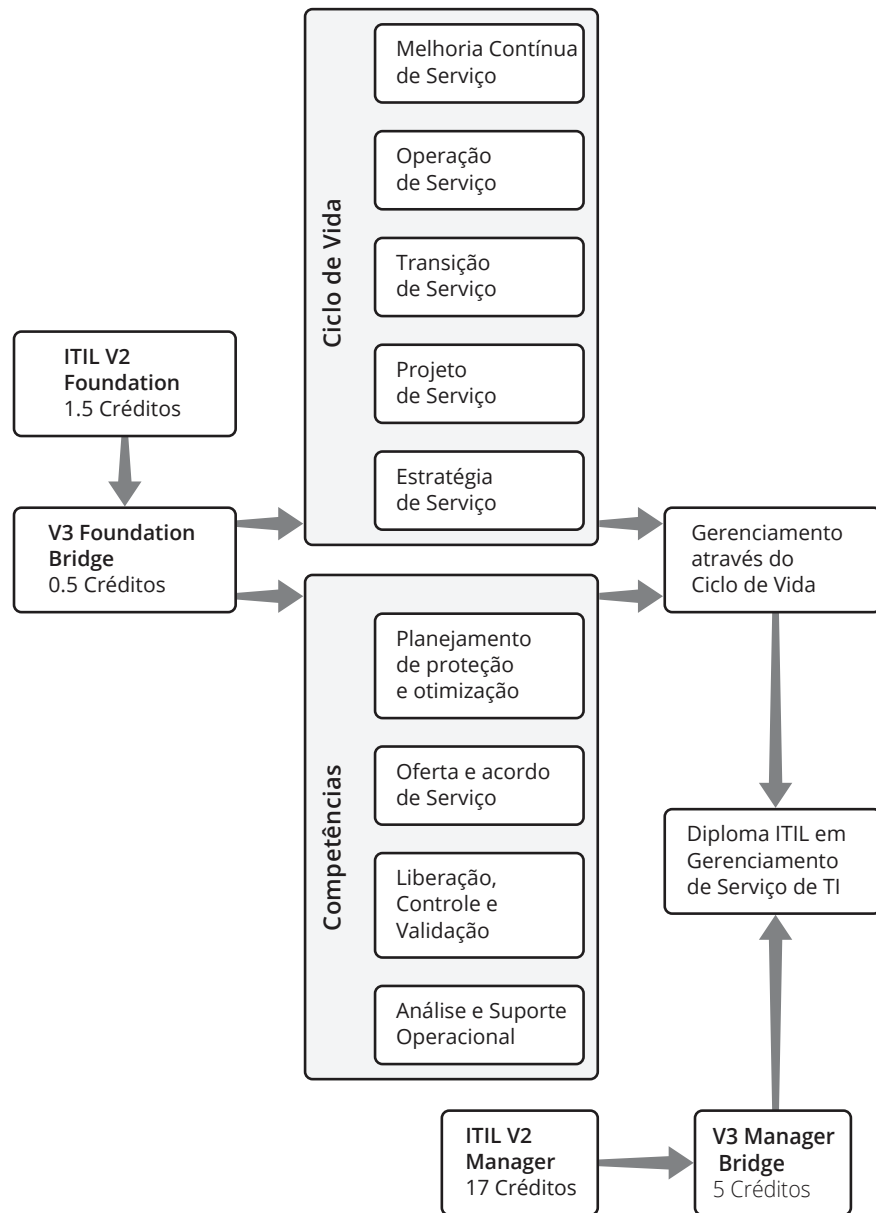 Ciclo de Vida
Melhoria Contínua
de Serviço
Operação
de Serviço
Transição
de Serviço
Projeto
de Serviço
Estratégia
de Serviço
ITIL V2
Foundation
1.5 Créditos
V3 Foundation
Bridge
0.5 Créditos
Gerenciamento
através do
Ciclo de Vida
Competências
Planejamento
de proteção
e otimização
Oferta e acordo
de Serviço
Liberação,
Controle e
Validação
Análise e Suporte
Operacional
Diploma ITIL em
Gerenciamento
de Serviço de TI
ITIL V2
Manager
17 Créditos
V3 Manager
Bridge
5 Créditos